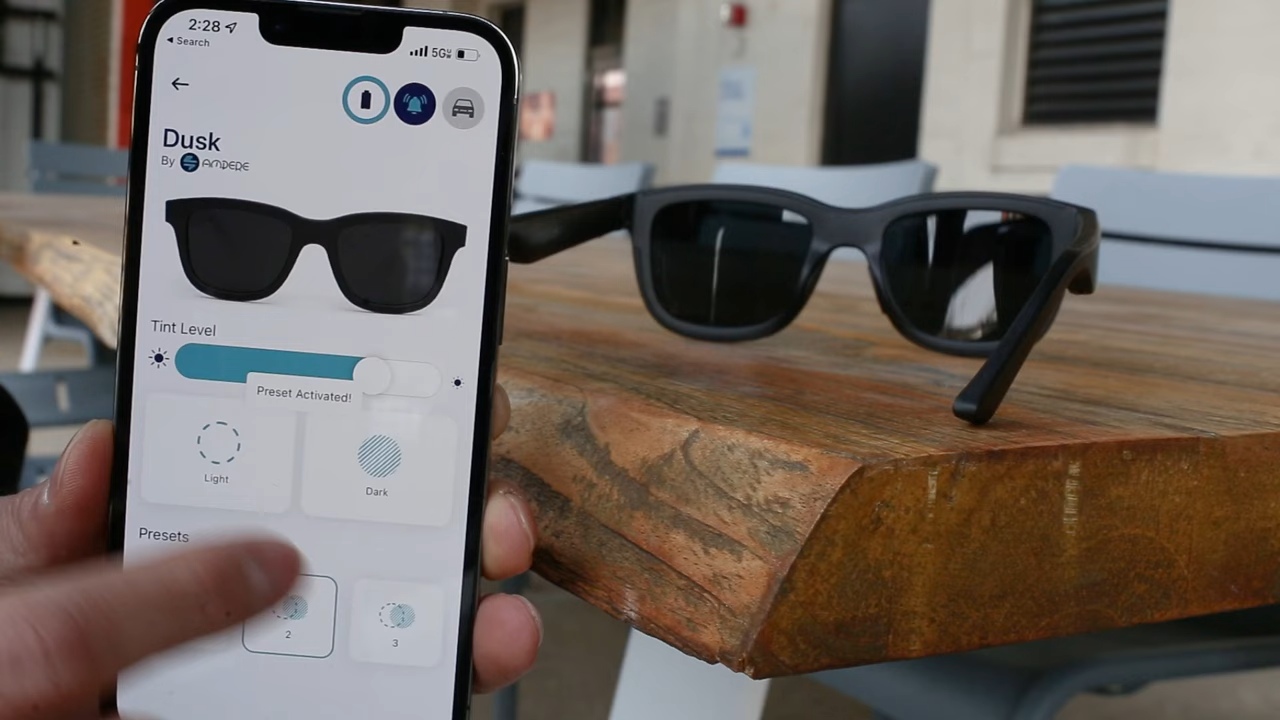 2:28
Search
5G
Dusk
By AMPERE
Tint Level
Preset Activated!
Light
Dark
Presets
2
3